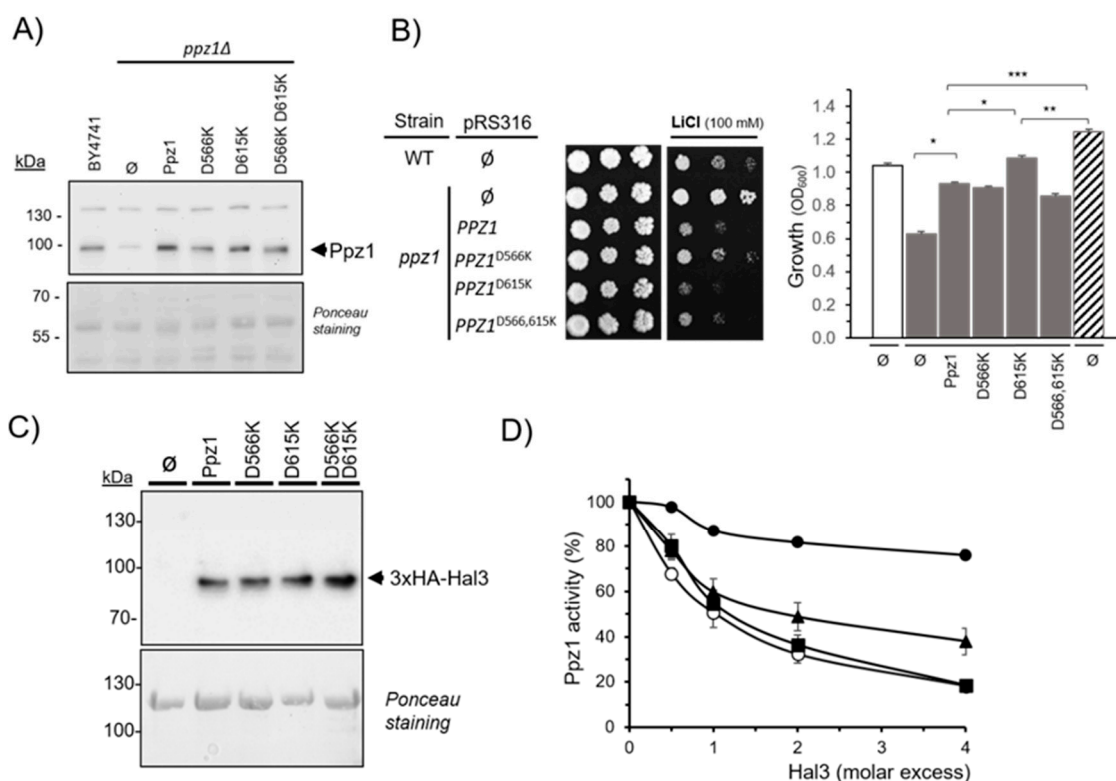 A)
ppz1Δ
kDa
BY4741
Ø
Ppz1
D566K
D615K
D566K D615K
130 -
100 -
Ppz1
70 -
55 -
Ponceau
staining
B)
Strain pRS316
LiCl (100 mM)
WT Ø
ppz1
Ø
PPZ1
PPZ1D566K
PPZ1D615K
PPZ1D566,615K
Growth (OD600)
1.4
1.2
1.0
0.8
0.6
0.4
0.2
0.0
* * ** ***
Ø
Ø
Ppz1
D566K
D615K
D566,615K
Ø
C)
kDa
Ø
Ppz1
D566K
D615K
D566K
D615K
130-
100-
70-
3xHA-Hal3
130-
100-
Ponceau
staining
D)
Ppz1 activity (%)
100
80
60
40
20
0
0 1 2 3 4
Hal3 (molar excess)